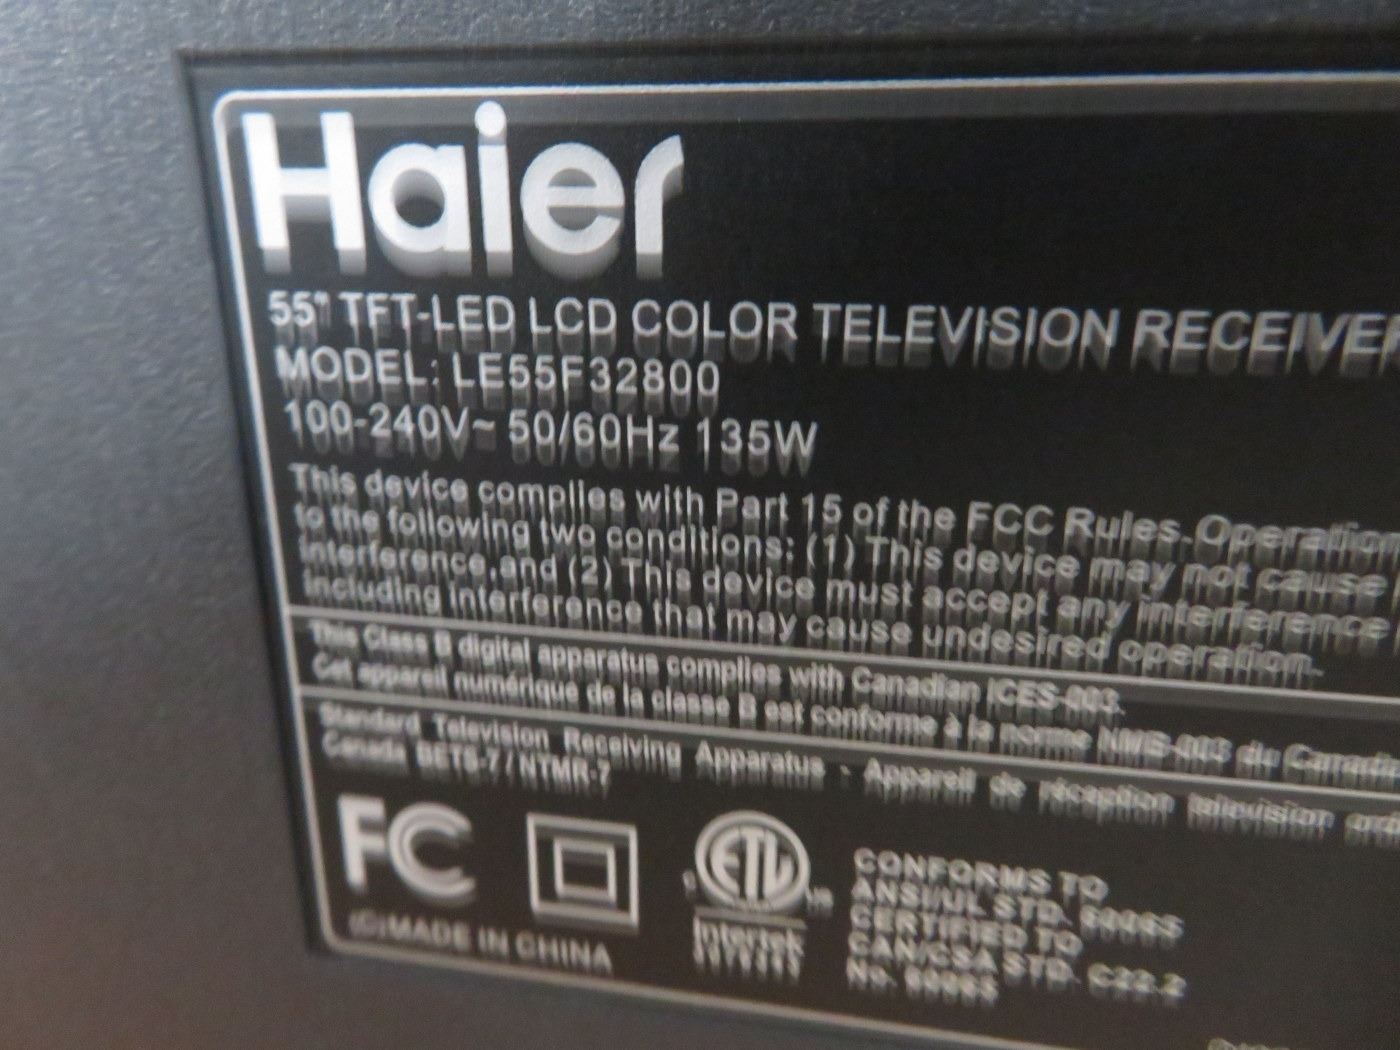 Haier
55" TFT-LED LCD COLOR TELEVISION RECEIVER
MODEL: LE55F32800
100-240V~ 50/60Hz 135W
This device complies with Part 15 of the FCC Rules. Operation
to the following two conditions: (1) This device may not cause
interference,and (2) This device must accept any interference
including interference that may cause undesired operation.
This Class B digital apparatus complies with Canadian ICES-003.
Cet appareil numérique de la classe B est conforme à la norme NMB-003 du Canada
Standard Television Receiving Apparatus - Appareil de réception télévision
Canada BETS-7 / NTMR-7
FC
ETL
US
Intertek
(C)MADE IN CHINA
CONFORMS TO
ANSI/UL STD. 60065
CERTIFIED TO
CAN/CSA STD. C22.2
No. 60065